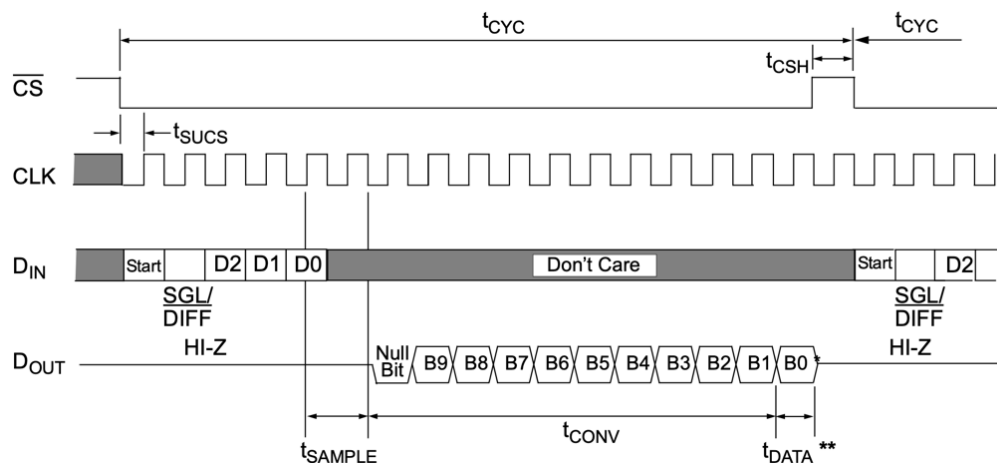 tCYC tCYC
tCSH
CS
tSUCS
CLK
DIN Start D2 D1 D0 Don't Care Start D2
SGL/ SGL/
DIFF DIFF
HI-Z HI-Z
DOUT Null Bit B9 B8 B7 B6 B5 B4 B3 B2 B1 B0 *
tSAMPLE tCONV tDATA **